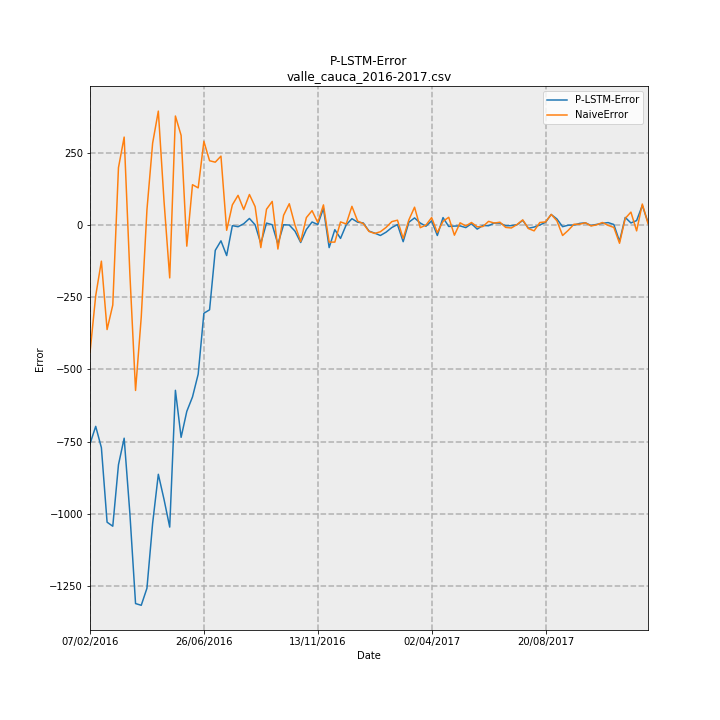 P-LSTM-Error
valle_cauca_2016-2017.csv
P-LSTM-Error
NaiveError
250
0
−250
−500
−750
−1000
−1250
Error
07/02/2016
26/06/2016
13/11/2016
02/04/2017
20/08/2017
Date